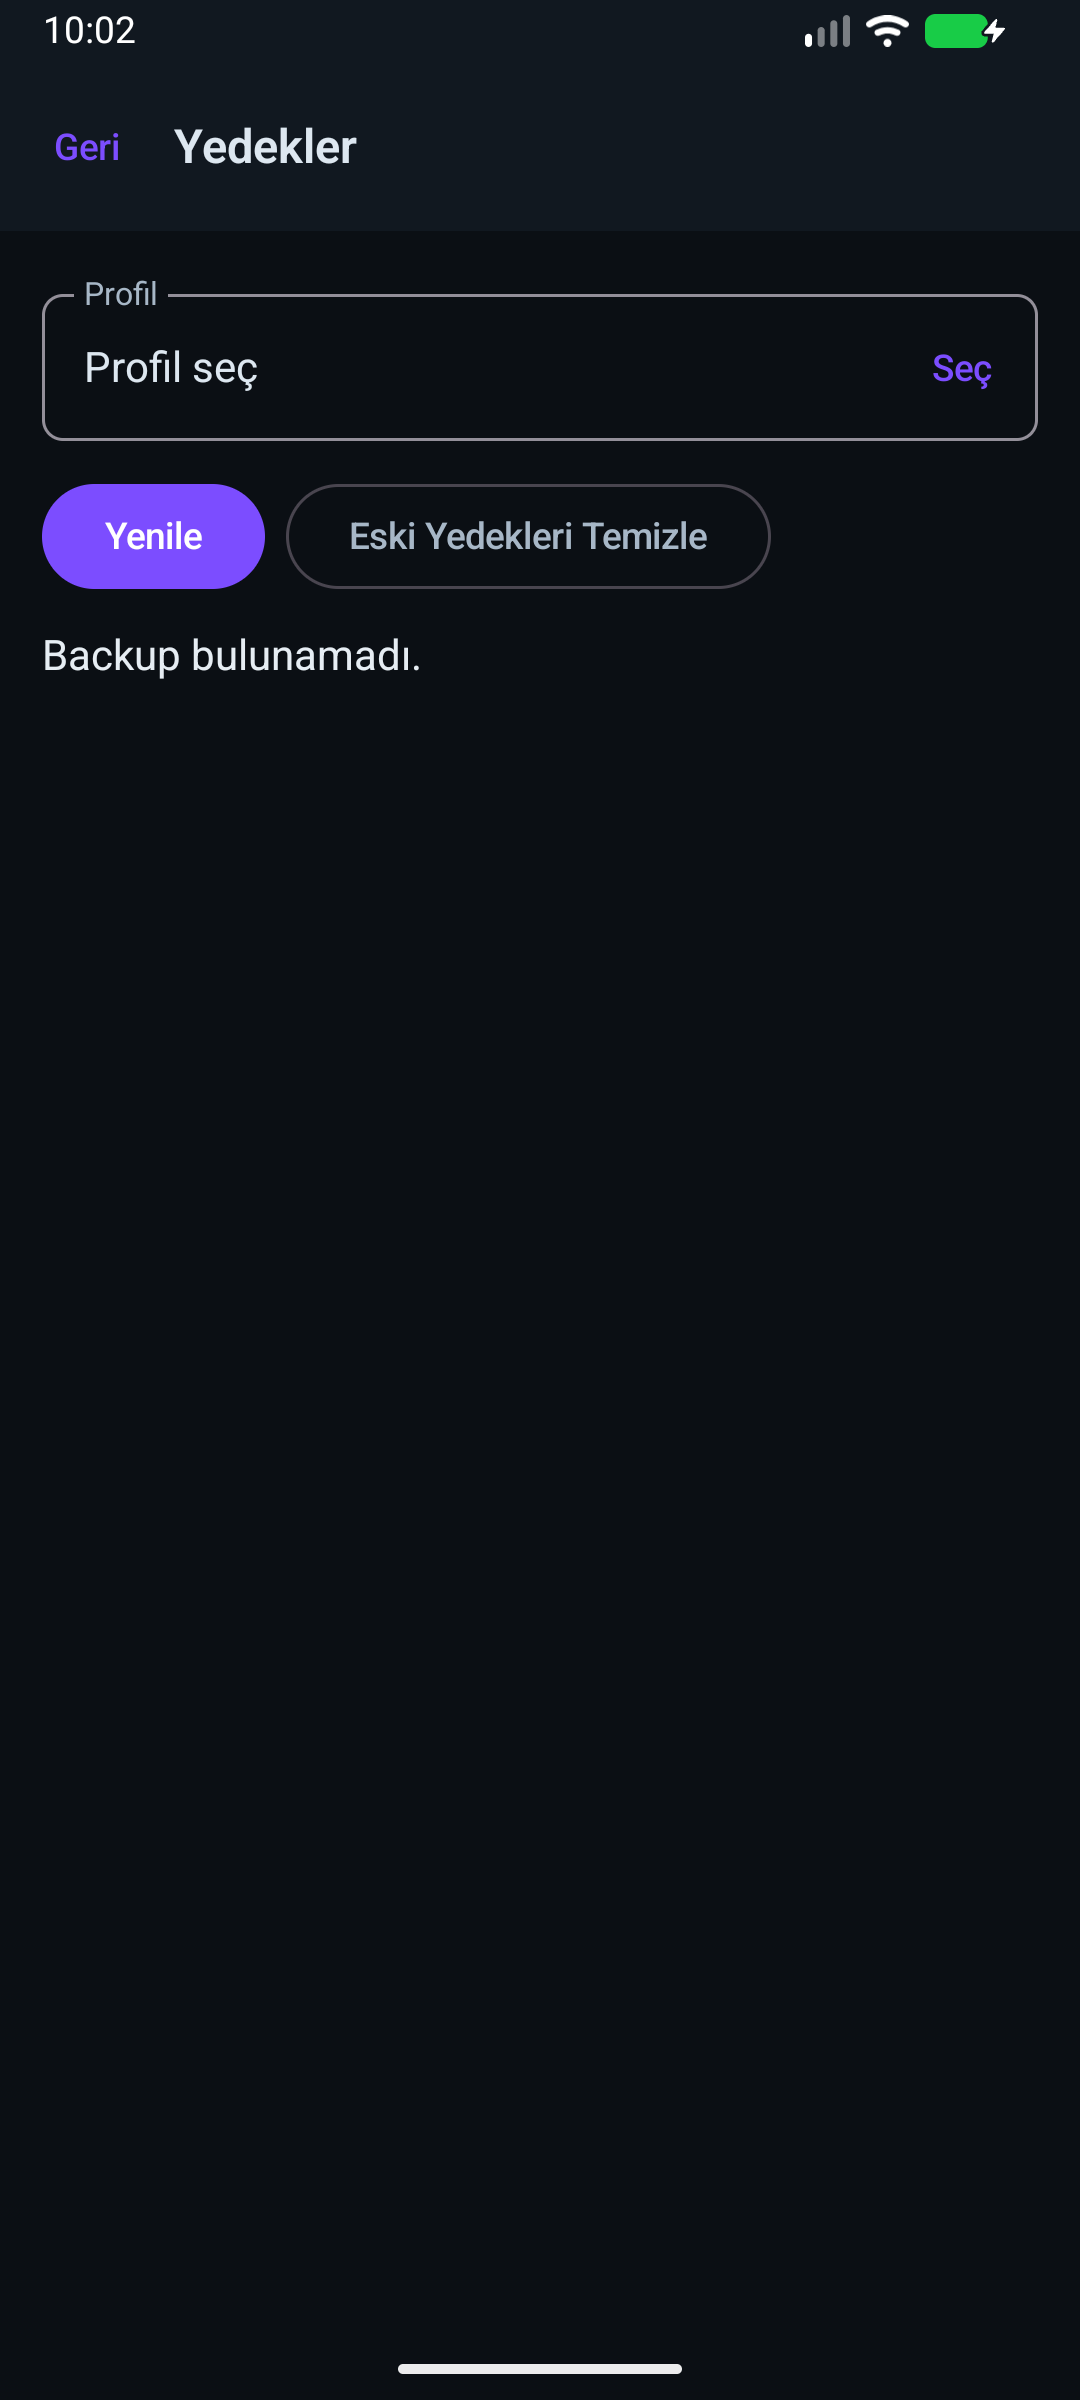 10:02
Geri Yedekler
Profil
Profil seç Seç
Yenile Eski Yedekleri Temizle
Backup bulunamadı.